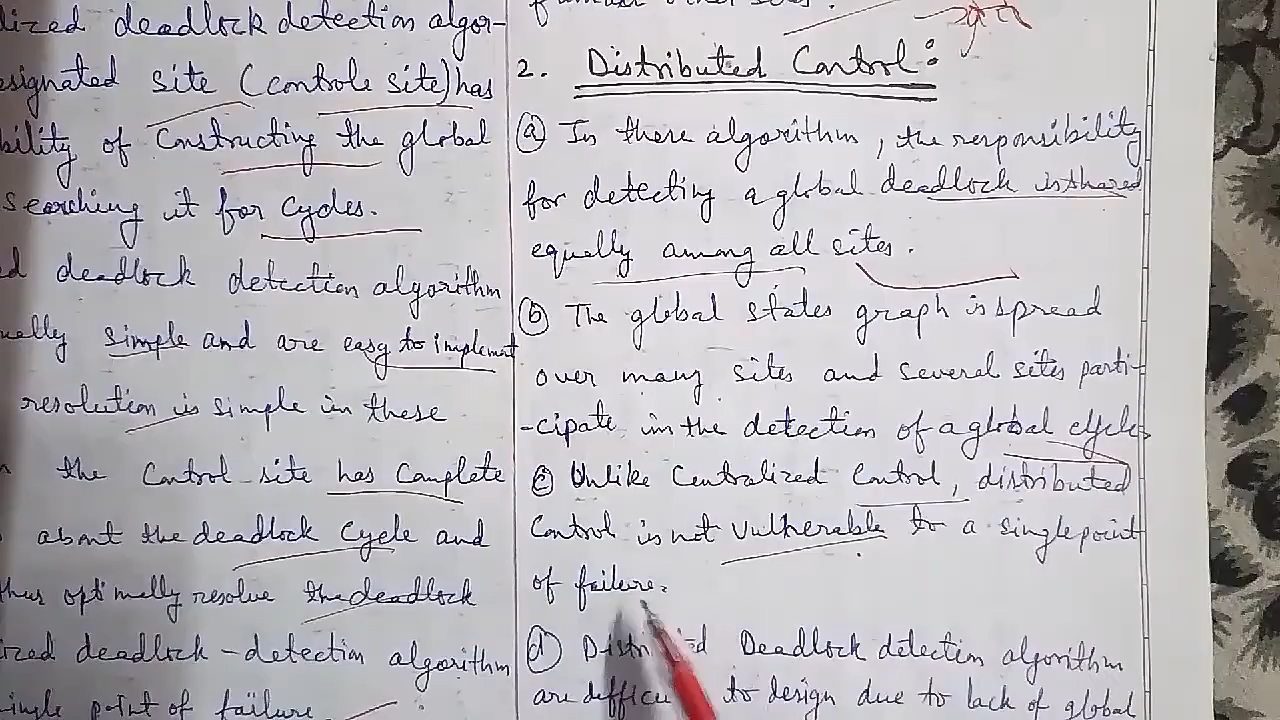 lized deadlock detection algor-
esignated site (controle site) has
bility of Constructing the global
searching it for cycles.
ed deadlock detection algorithm
ually simple and are easy to implement
resolution is simple in these
the Control site has Complete
about the deadlock Cycle and
thus optimally resolve the deadlock
ized deadlock-detection algorithm
single point of failure
2. Distributed Control:
(a) In these algorithm, the responsibility
for detecting a global deadlock is shared
equally among all sites.
(b) The global states graph is spread
over many sites and several sites parti-
-cipate in the detection of a global cycle.
(c) Unlike Centralized Control, distributed
Control is not vulnerable to a single point
of failure.
(d) Deadlock detection algorithm
are to design due to lack of global